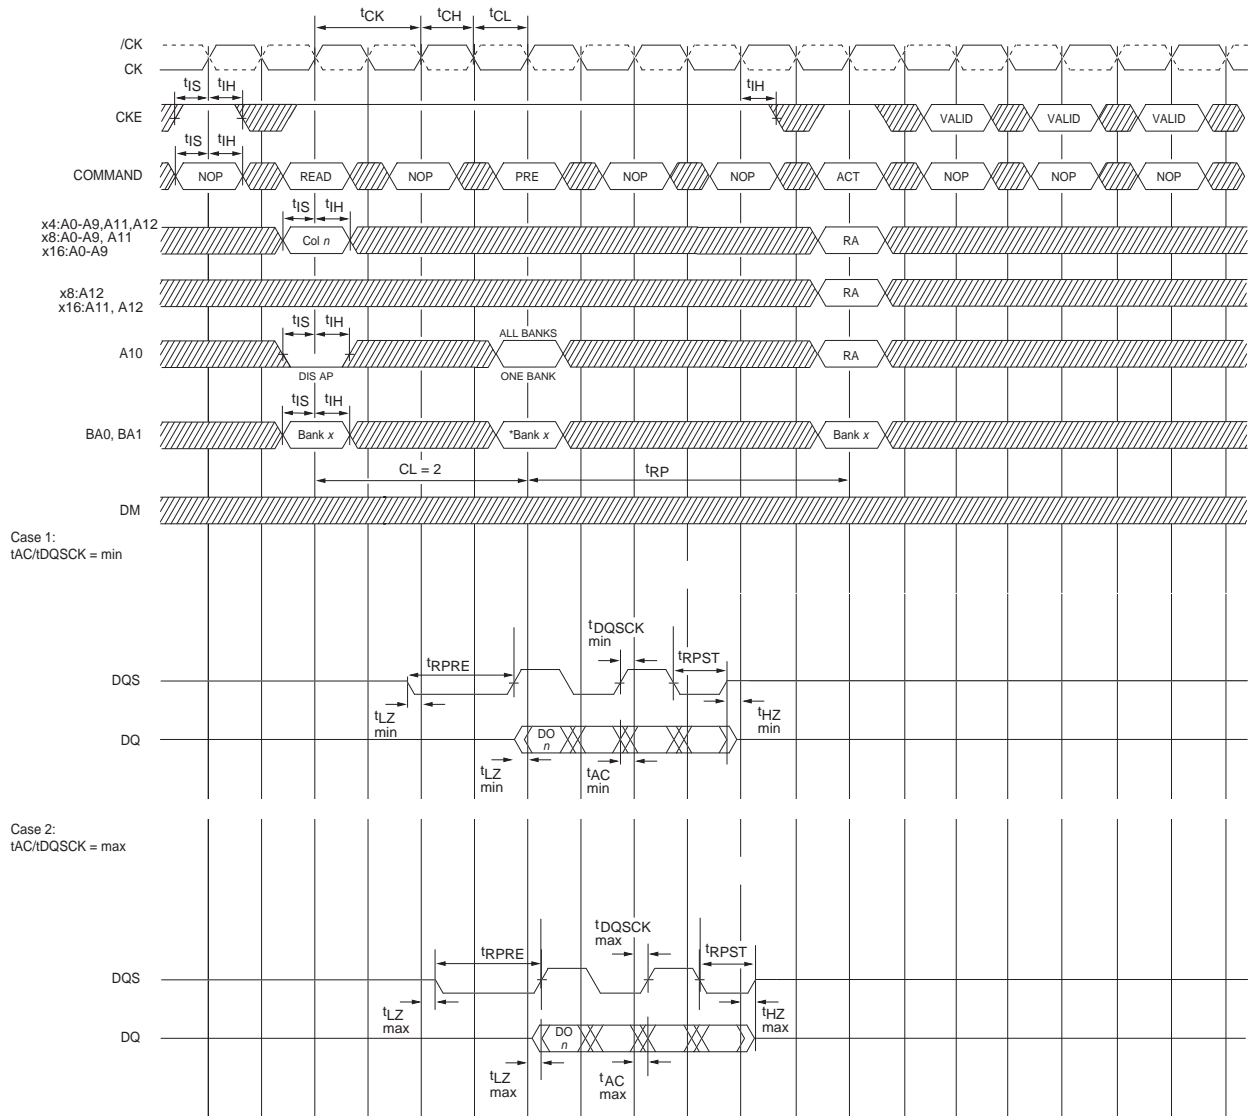 tCK tCH tCL
/CK
CK
tIS tIH tIH
CKE VALID VALID VALID
tIS tIH
COMMAND NOP READ NOP PRE NOP NOP ACT NOP NOP NOP
tIS tIH
x4:A0-A9,A11,A12
x8:A0-A9, A11
x16:A0-A9
Col n RA
x8:A12
x16:A11, A12
RA
tIS tIH ALL BANKS
A10 RA
DIS AP ONE BANK
tIS tIH
BA0, BA1 Bank x *Bank x Bank x
CL = 2 tRP
DM
Case 1:
tAC/tDQSCK = min
tDQSCK
min
tRPRE tRPST
DQS
tLZ
min
tHZ
min
DQ DO
n
tLZ
min
tAC
min
Case 2:
tAC/tDQSCK = max
tDQSCK
max
tRPRE tRPST
DQS
tLZ
max
tHZ
max
DQ DO
n
tLZ
max
tAC
max